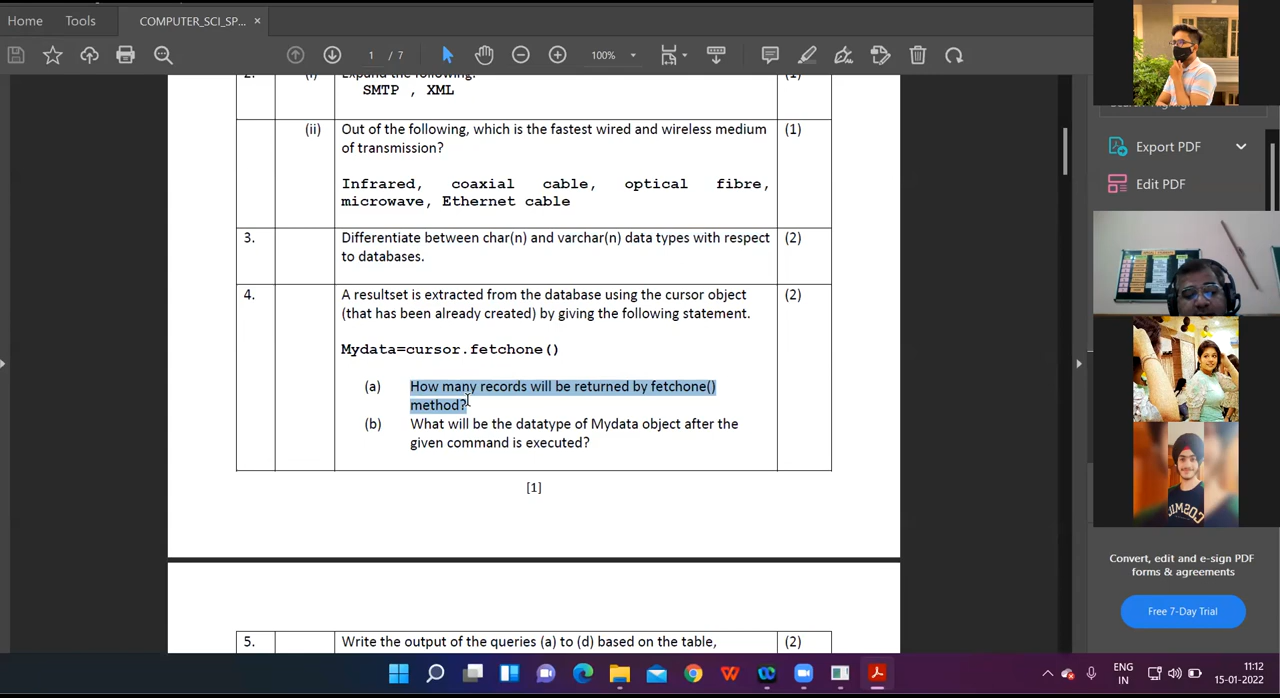 Home Tools COMPUTER_SCI_SP... ×
1 / 7 100%
2. (i) Expand the following: (1)
SMTP , XML
(ii) Out of the following, which is the fastest wired and wireless medium (1)
of transmission?
Infrared, coaxial cable, optical fibre,
microwave, Ethernet cable
3. Differentiate between char(n) and varchar(n) data types with respect (2)
to databases.
4. A resultset is extracted from the database using the cursor object (2)
(that has been already created) by giving the following statement.
Mydata=cursor.fetchone()
(a) How many records will be returned by fetchone()
method?
(b) What will be the datatype of Mydata object after the
given command is executed?
[1]
5. Write the output of the queries (a) to (d) based on the table, (2)
Export PDF
Edit PDF
Convert, edit and e-sign PDF
forms & agreements
Free 7-Day Trial
ENG
IN
11:12
15-01-2022